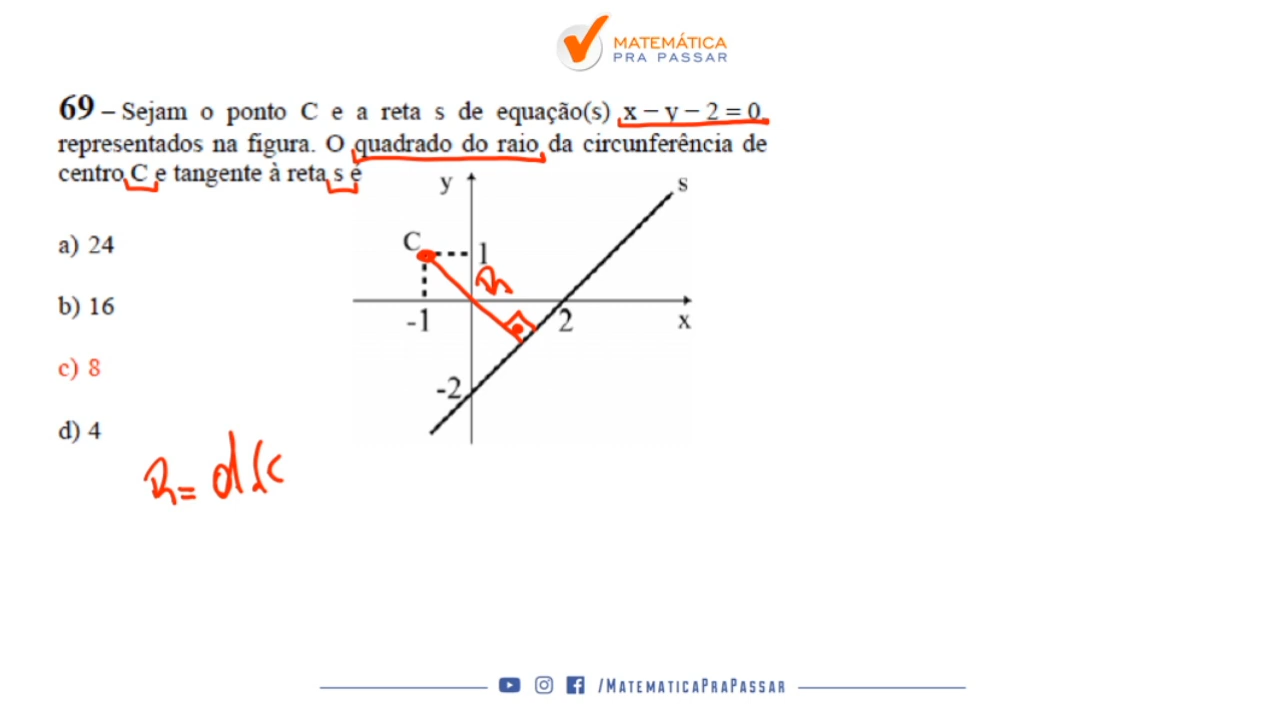 MATEMÁTICA
PRA PASSAR
69 – Sejam o ponto C e a reta s de equação(s) x – y – 2 = 0
representados na figura. O quadrado do raio da circunferência de
centro C e tangente à reta s é
a) 24
b) 16
c) 8
d) 4
y
s
C
1
R
-1
2
x
-2
R = d(C
/MATEMATICAPRAPASSAR